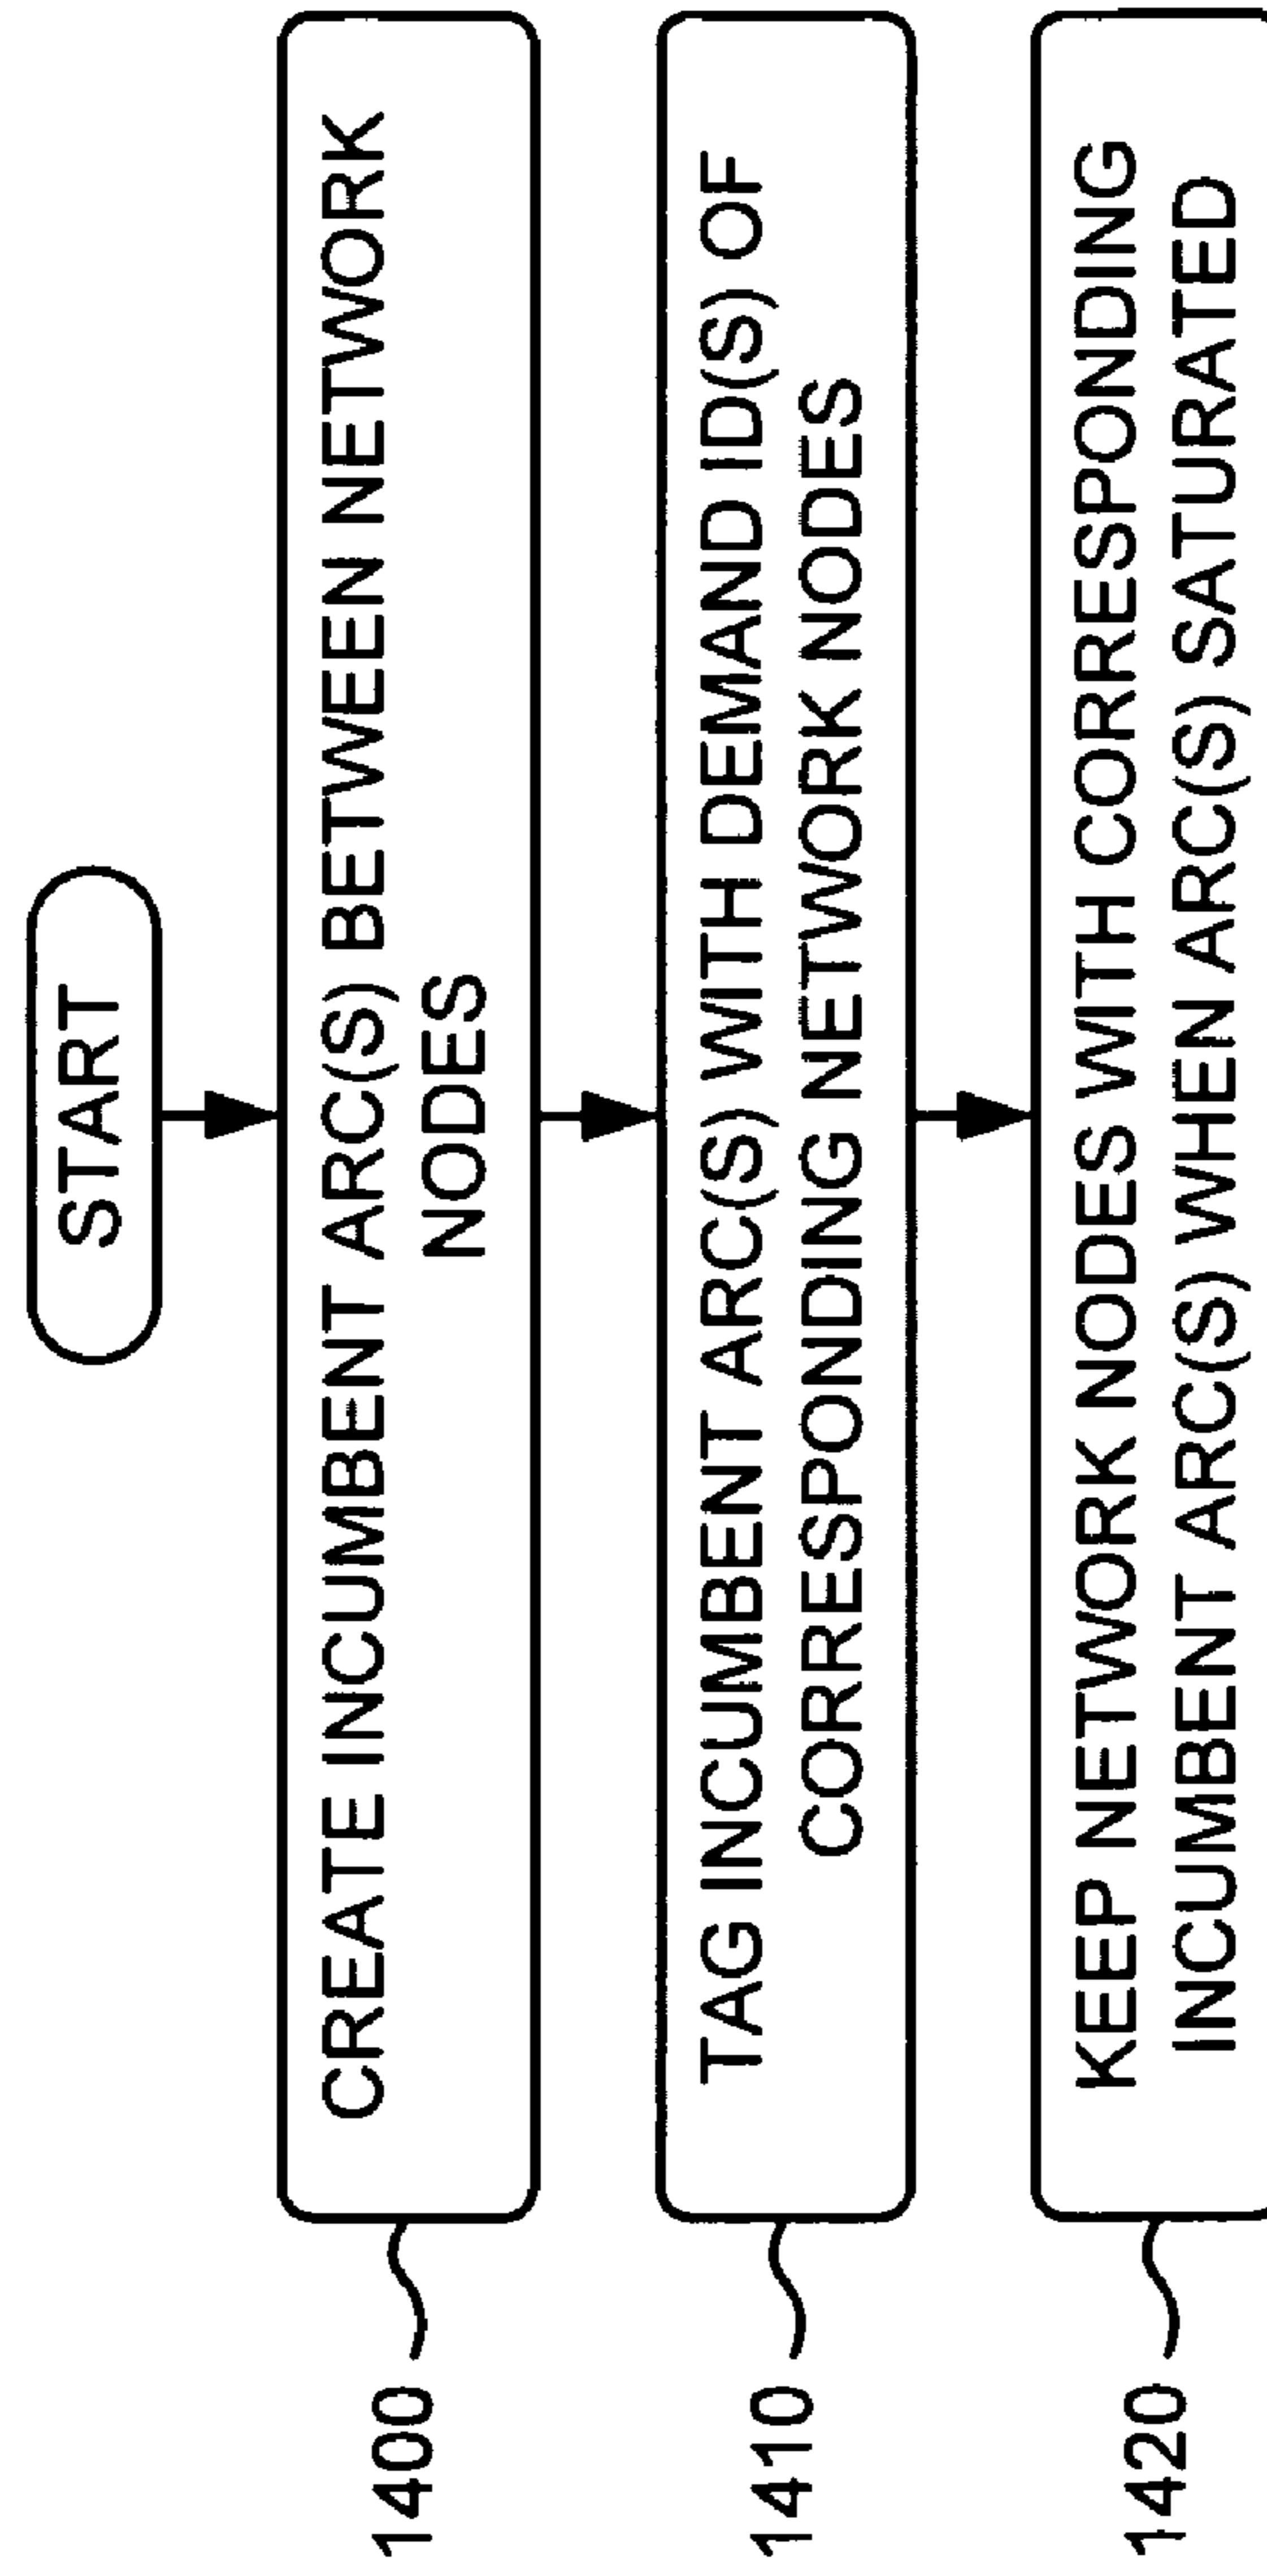 START
CREATE INCUMBENT ARC(S) BETWEEN NETWORK
NODES
1400
TAG INCUMBENT ARC(S) WITH DEMAND ID(S) OF
CORRESPONDING NETWORK NODES
1410
KEEP NETWORK NODES WITH CORRESPONDING
INCUMBENT ARC(S) WHEN ARC(S) SATURATED
1420